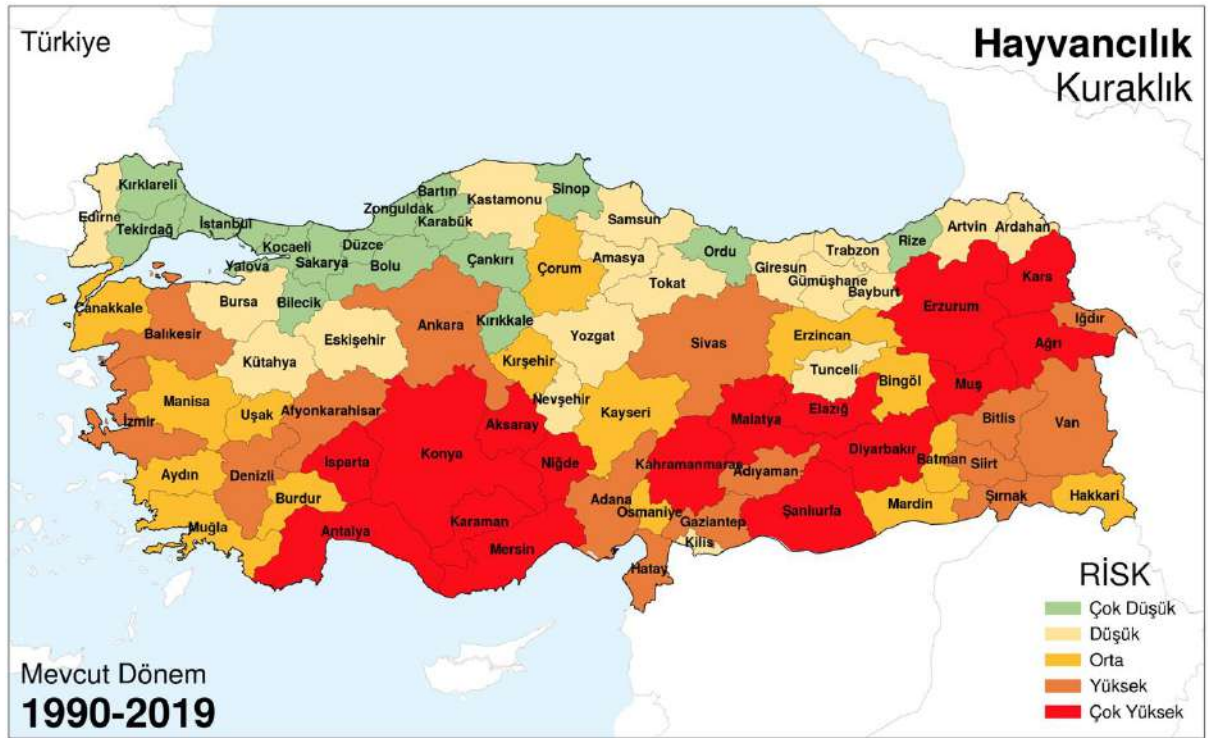 Türkiye
Hayvancılık
Kuraklık
Kırklareli
Edirne
Tekirdağ
İstanbul
Kocaeli
Yalova
Sakarya
Düzce
Bolu
Zonguldak
Bartın
Karabük
Kastamonu
Sinop
Çankırı
Çorum
Samsun
Amasya
Tokat
Ordu
Giresun
Gümüşhane
Trabzon
Bayburt
Rize
Artvin
Ardahan
Kars
Erzurum
Iğdır
Ağrı
Çanakkale
Balıkesir
Bursa
Bilecik
Kütahya
Eskişehir
Ankara
Kırıkkale
Kırşehir
Yozgat
Nevşehir
Kayseri
Sivas
Erzincan
Tunceli
Bingöl
Muş
Bitlis
Van
Manisa
Uşak
İzmir
Afyonkarahisar
Aksaray
Konya
Isparta
Niğde
Malatya
Elazığ
Diyarbakır
Batman
Siirt
Kahramanmaraş
Adıyaman
Aydın
Denizli
Burdur
Muğla
Antalya
Karaman
Mersin
Adana
Osmaniye
Gaziantep
Kilis
Hatay
Şanlıurfa
Mardin
Şırnak
Hakkari
RİSK
Çok Düşük
Düşük
Orta
Yüksek
Çok Yüksek
Mevcut Dönem
1990-2019